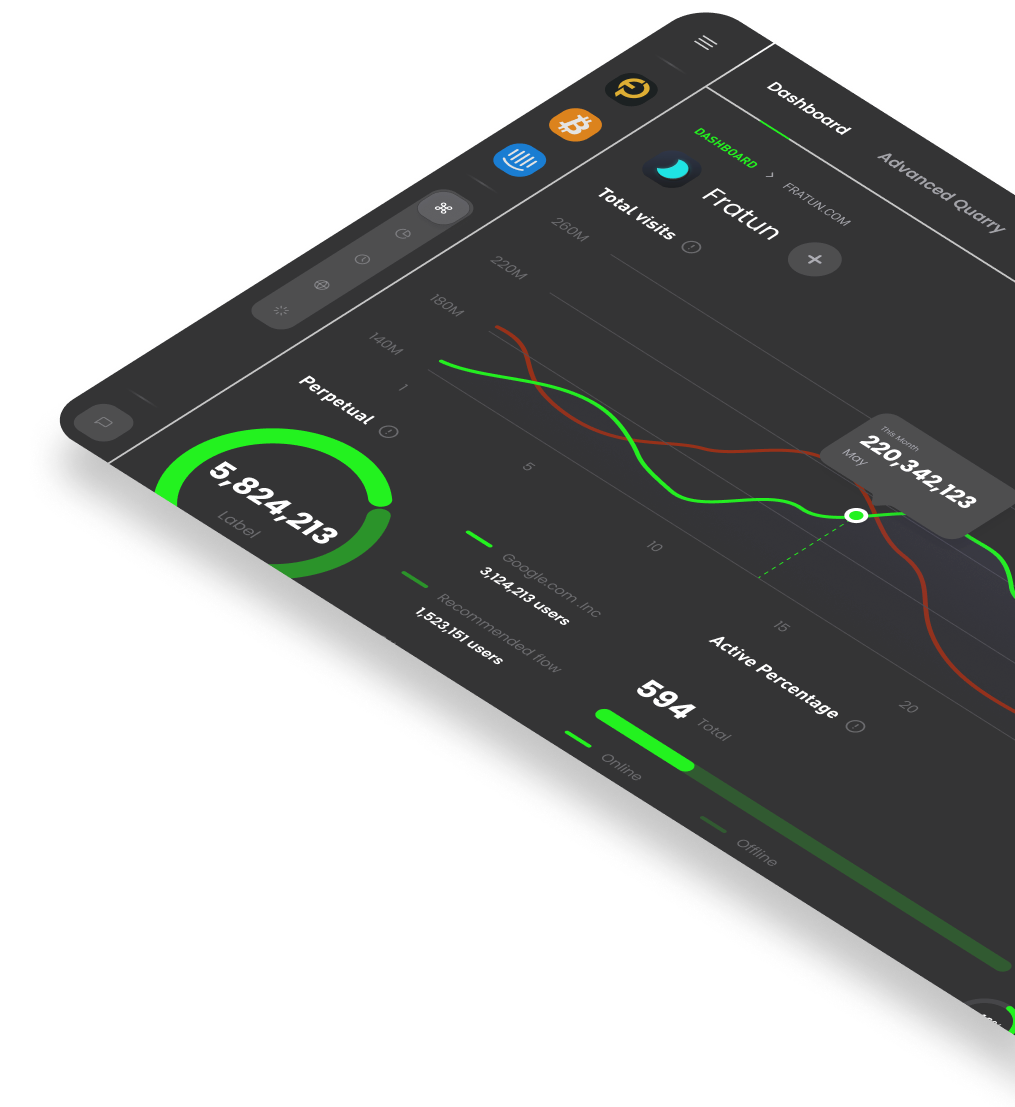 Dashboard
Advanced Quarry
DASHBOARD > FRATUN.COM
Fratun
+
Total visits
260M
220M
180M
140M
1
5
10
15
20
This Month
220,342,123
May
Perpetual
5,824,213
Label
Google.com .Inc
3,124,213 users
Recommended flow
1,523,151 users
Active Percentage
594 Total
Online
Offline